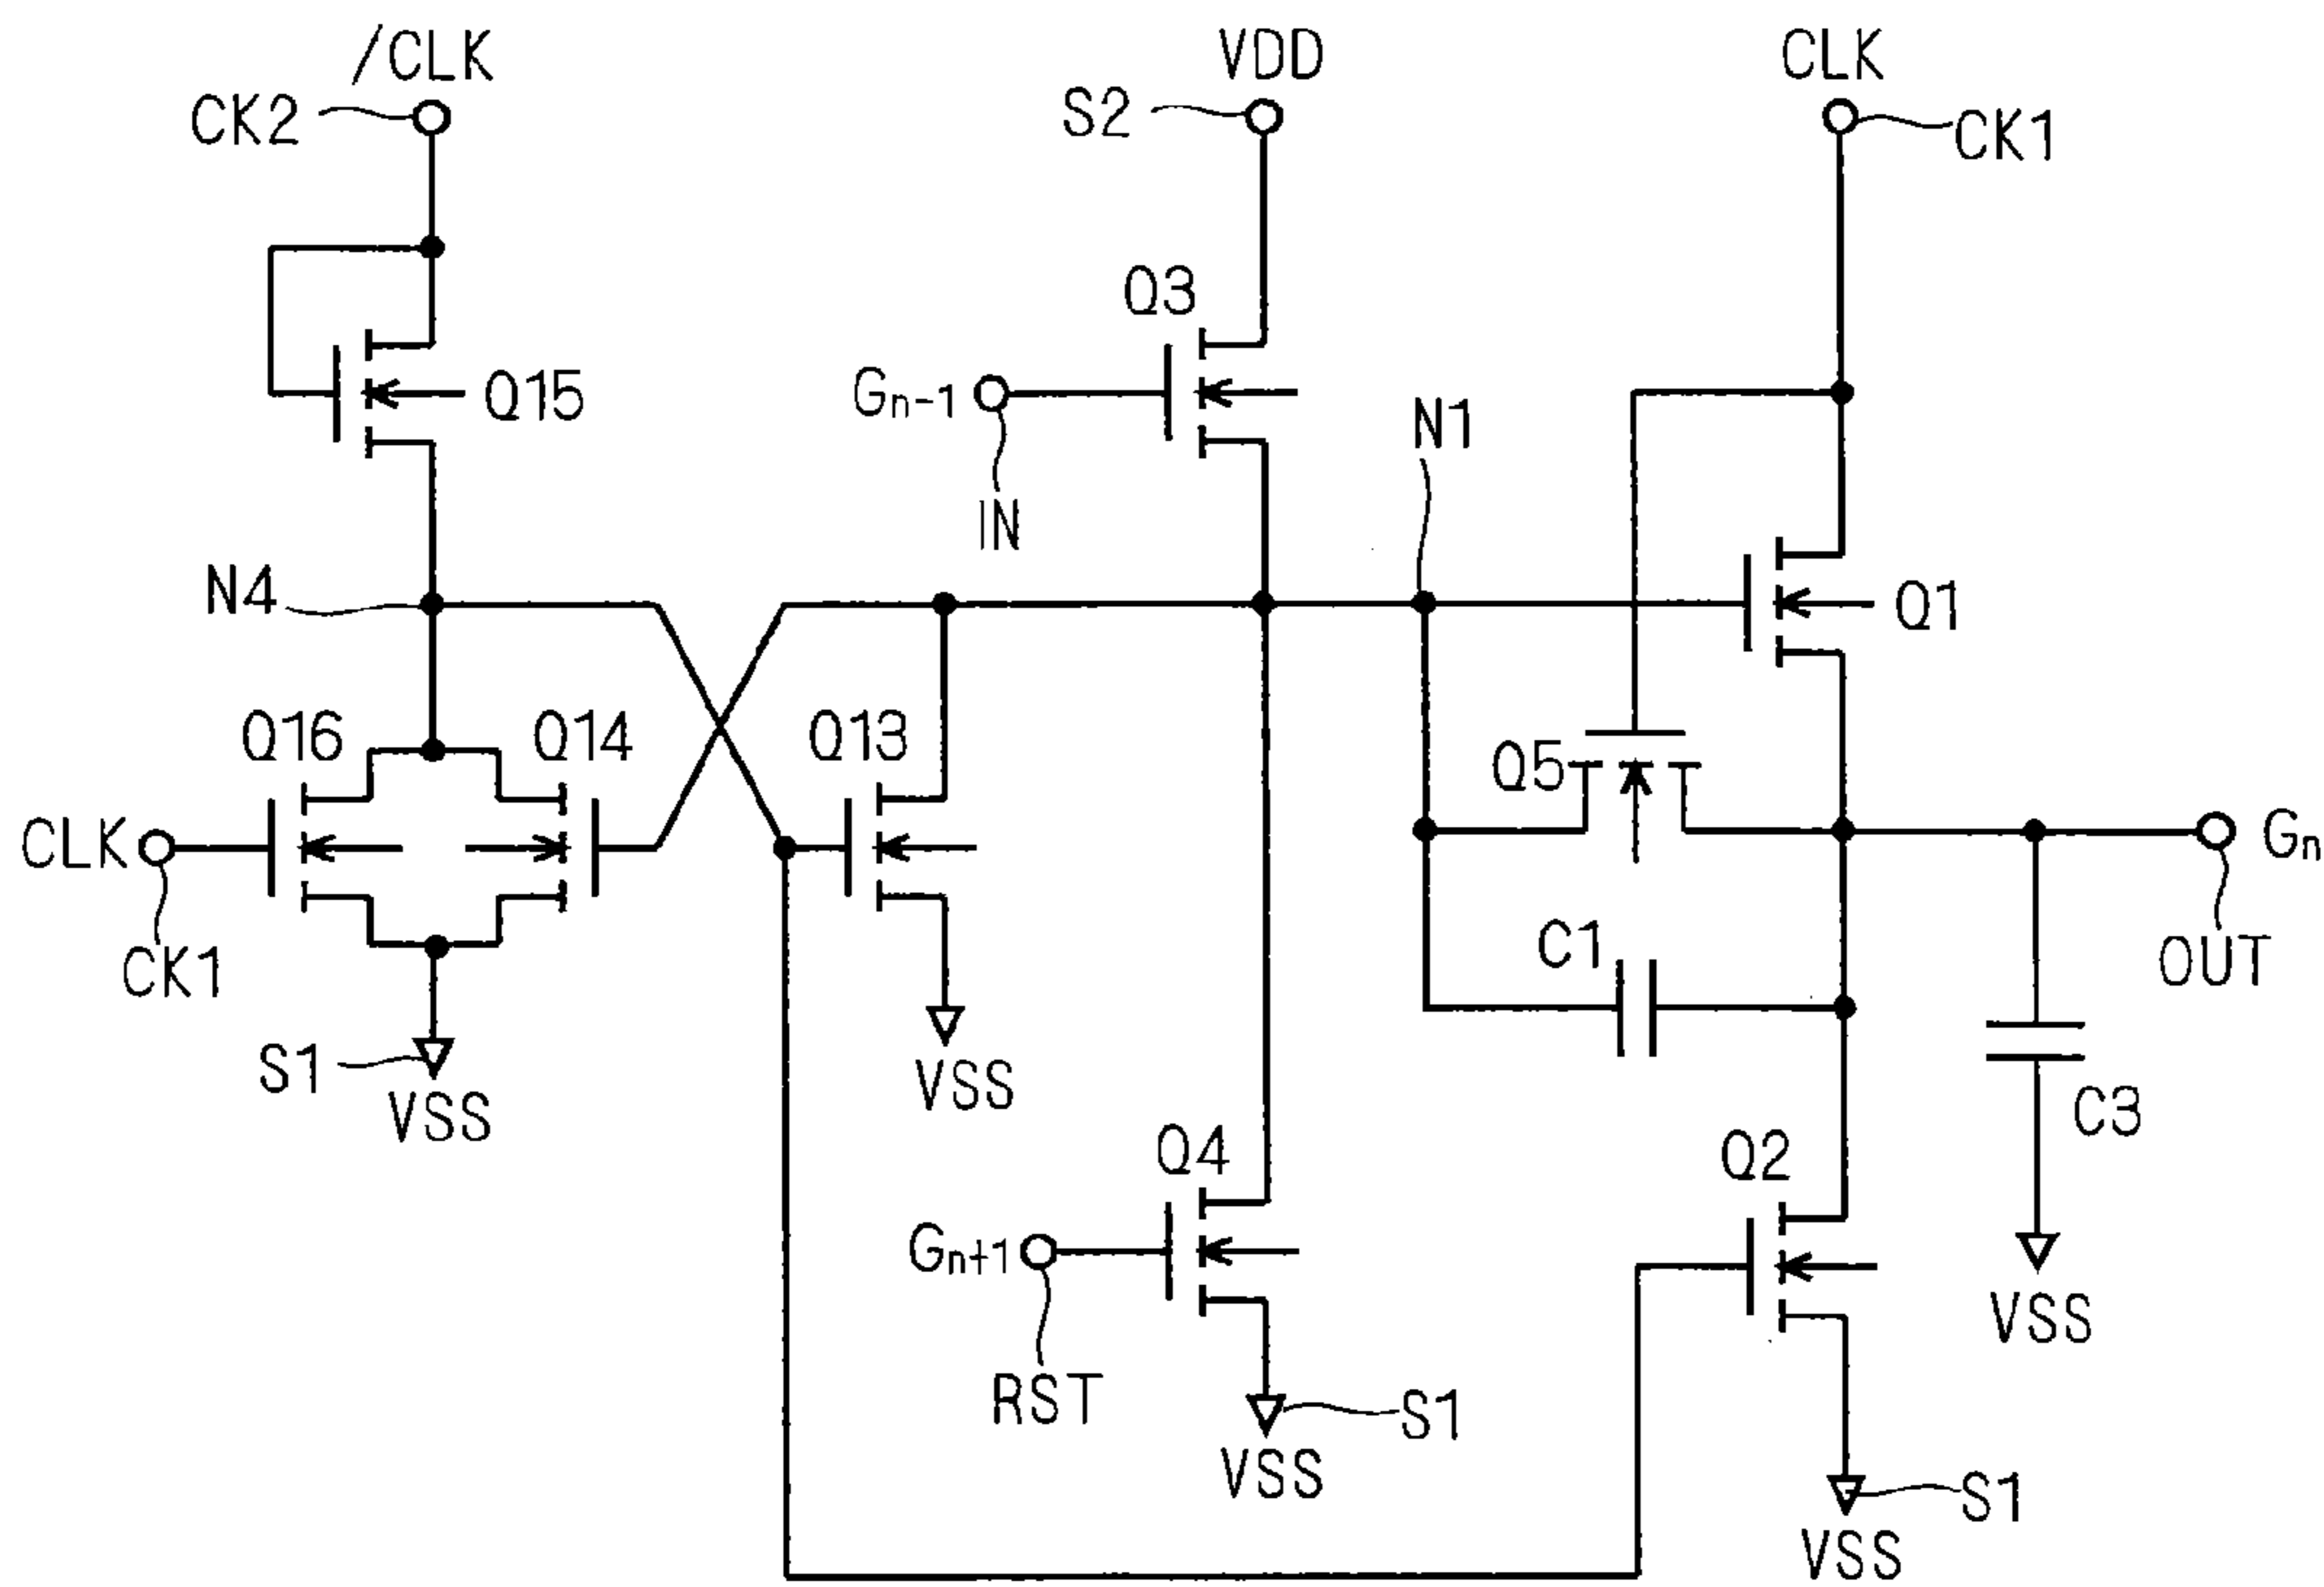 /CLK
VDD
CLK
CK2
S2
CK1
Q3
Q15
Gn-1
N1
IN
N4
Q1
Q16
Q14
Q13
Q5
CLK
Gn
CK1
C1
OUT
S1
VSS
VSS
C3
Q4
Q2
Gn+1
VSS
RST
S1
VSS
S1
VSS